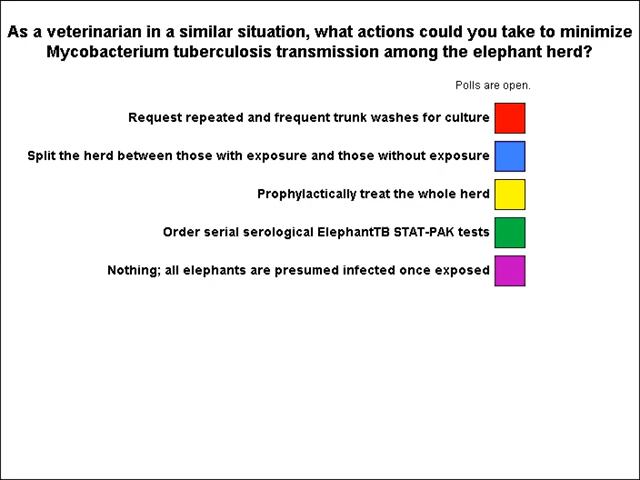 As a veterinarian in a similar situation, what actions could you take to minimize
Mycobacterium tuberculosis transmission among the elephant herd?
Polls are open.
Request repeated and frequent trunk washes for culture
Split the herd between those with exposure and those without exposure
Prophylactically treat the whole herd
Order serial serological ElephantTB STAT-PAK tests
Nothing; all elephants are presumed infected once exposed